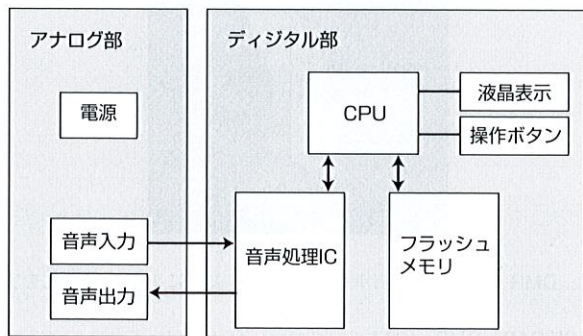 アナログ部
ディジタル部
電源
CPU
液晶表示
操作ボタン
音声入力
音声出力
音声処理IC
フラッシュ
メモリ